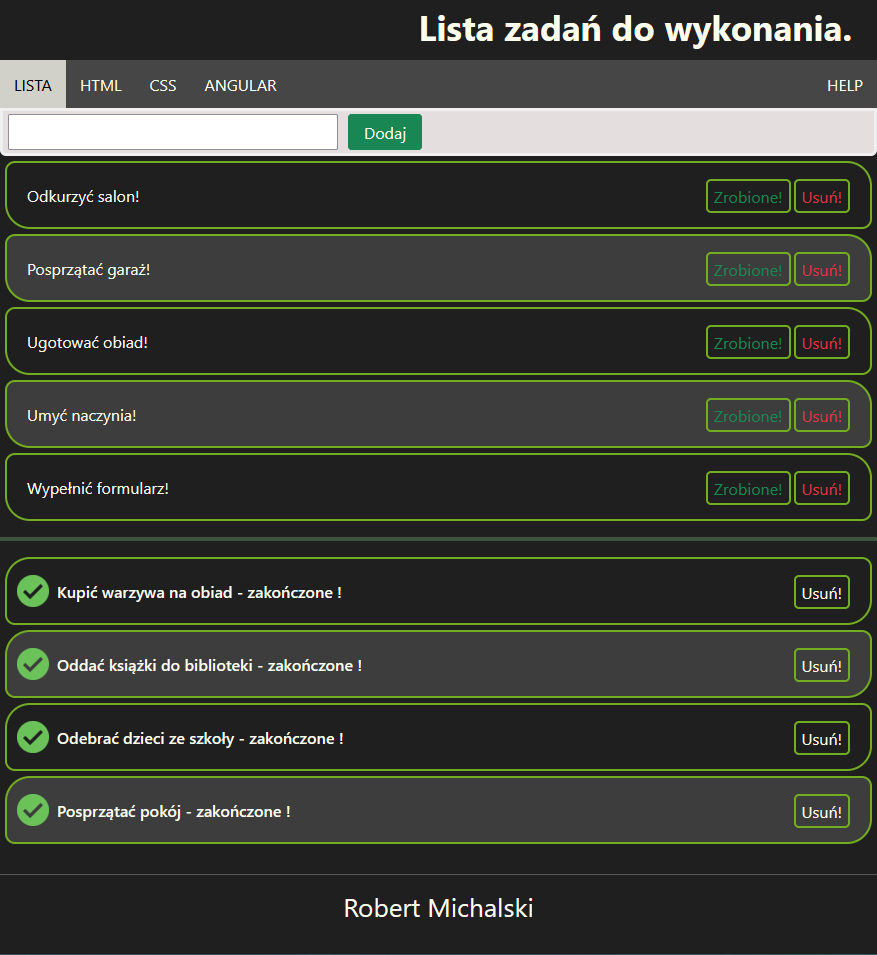 Lista zadań do wykonania.
LISTA HTML CSS ANGULAR HELP
Dodaj
Odkurzyć salon! Zrobione! Usuń!
Posprzątać garaż! Zrobione! Usuń!
Ugotować obiad! Zrobione! Usuń!
Umyć naczynia! Zrobione! Usuń!
Wypełnić formularz! Zrobione! Usuń!
Kupić warzywa na obiad - zakończone ! Usuń!
Oddać książki do biblioteki - zakończone ! Usuń!
Odebrać dzieci ze szkoły - zakończone ! Usuń!
Posprzątać pokój - zakończone ! Usuń!
Robert Michalski